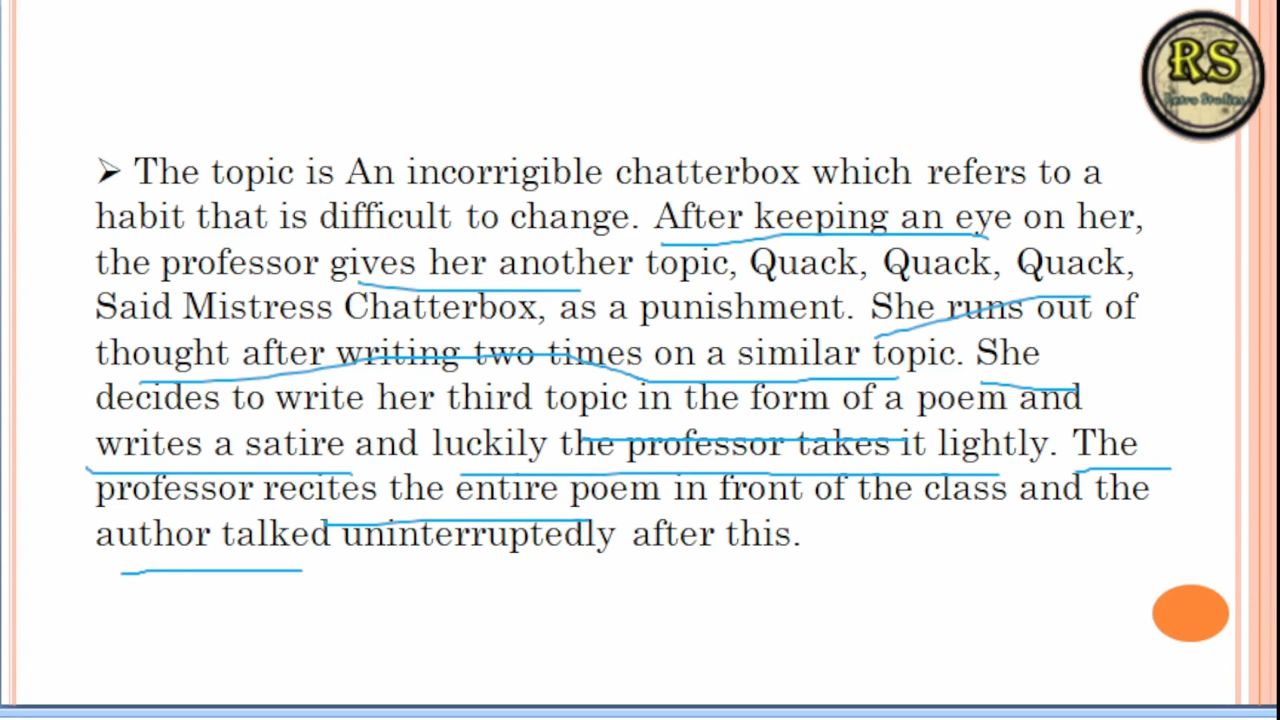 RS
Retro Studies
➢ The topic is An incorrigible chatterbox which refers to a
habit that is difficult to change. After keeping an eye on her,
the professor gives her another topic, Quack, Quack, Quack,
Said Mistress Chatterbox, as a punishment. She runs out of
thought after writing two times on a similar topic. She
decides to write her third topic in the form of a poem and
writes a satire and luckily the professor takes it lightly. The
professor recites the entire poem in front of the class and the
author talked uninterruptedly after this.